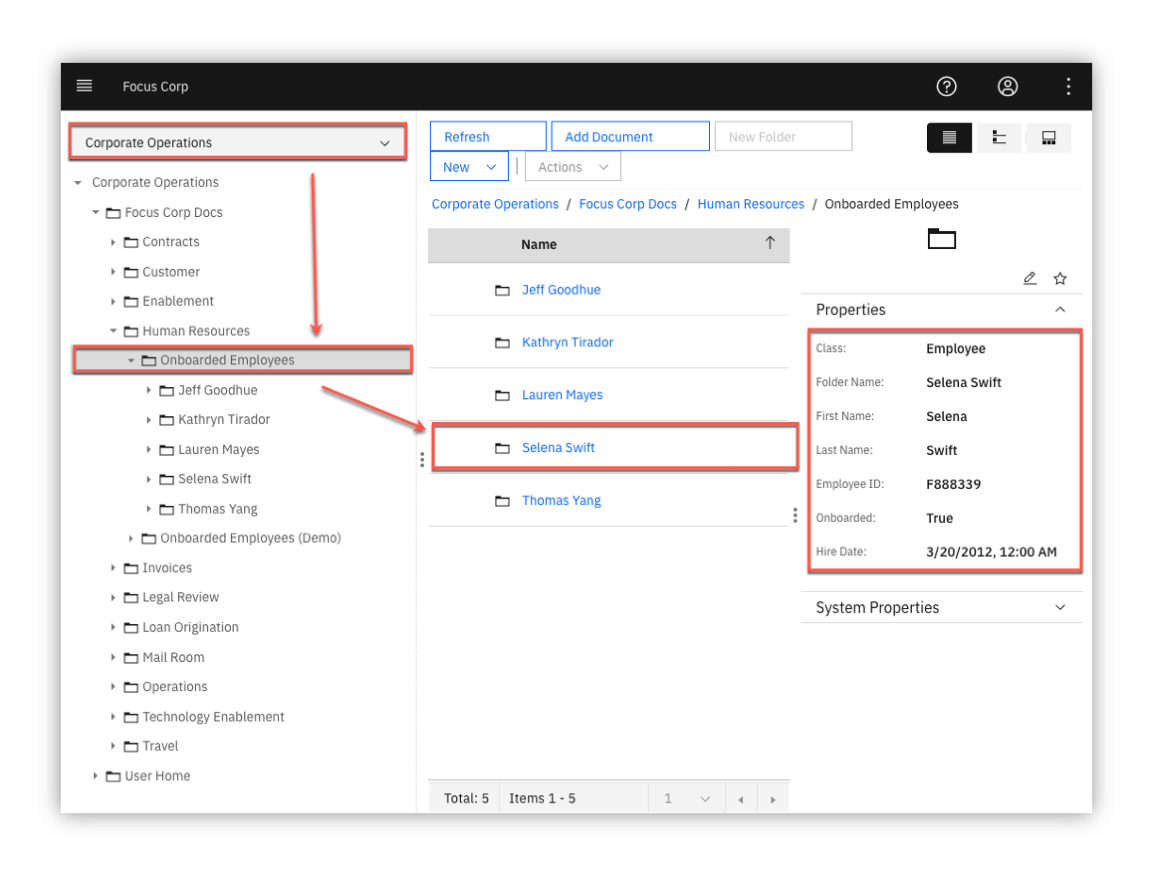 Focus Corp
Corporate Operations
Corporate Operations
Focus Corp Docs
Contracts
Customer
Enablement
Human Resources
Onboarded Employees
Jeff Goodhue
Kathryn Tirador
Lauren Mayes
Selena Swift
Thomas Yang
Onboarded Employees (Demo)
Invoices
Legal Review
Loan Origination
Mail Room
Operations
Technology Enablement
Travel
User Home
Refresh Add Document New Folder
New | Actions
Corporate Operations / Focus Corp Docs / Human Resources / Onboarded Employees
Name
Jeff Goodhue
Kathryn Tirador
Lauren Mayes
Selena Swift
Thomas Yang
Total: 5 Items 1 - 5 1
Properties
Class: Employee
Folder Name: Selena Swift
First Name: Selena
Last Name: Swift
Employee ID: F888339
Onboarded: True
Hire Date: 3/20/2012, 12:00 AM
System Properties